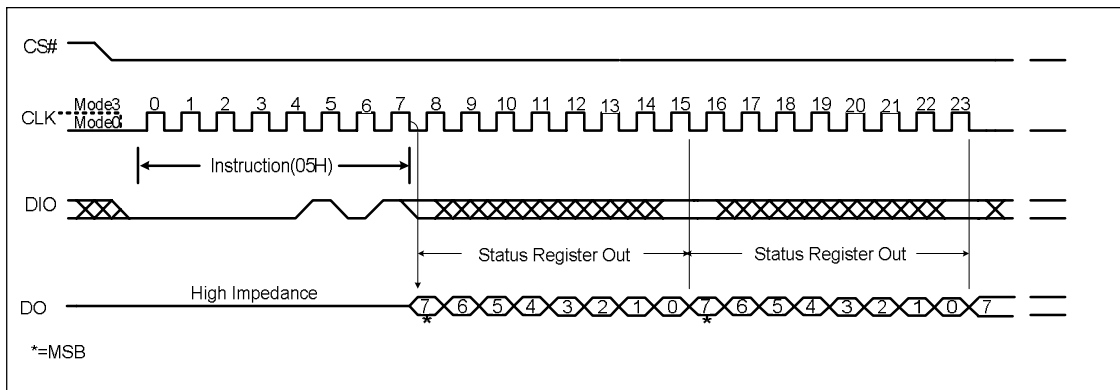 CS#
Mode3
CLK
Mode0
0 1 2 3 4 5 6 7 8 9 10 11 12 13 14 15 16 17 18 19 20 21 22 23
Instruction(05H)
DIO
Status Register Out
Status Register Out
High Impedance
DO
7 6 5 4 3 2 1 0 7 6 5 4 3 2 1 0 7
* *
*=MSB